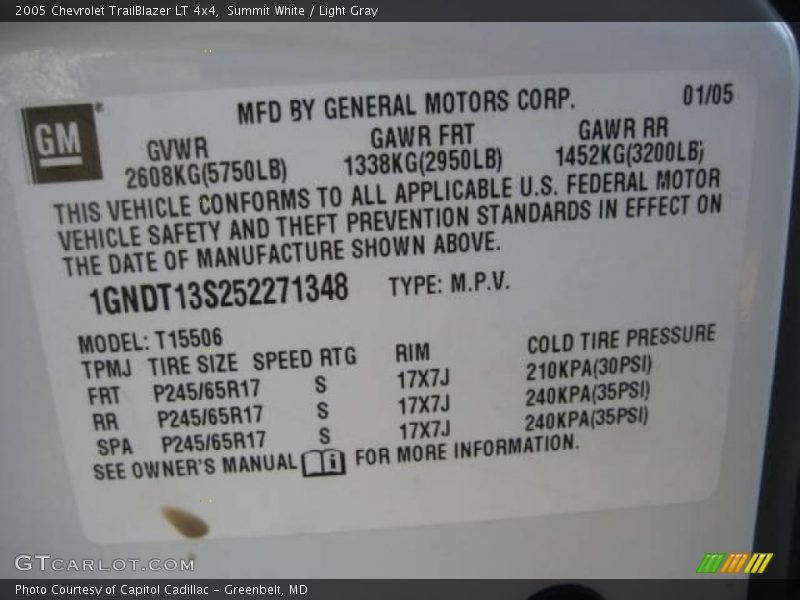 2005 Chevrolet TrailBlazer LT 4x4,  Summit White / Light Gray
GM
®
MFD BY GENERAL MOTORS CORP.
01/05
GVWR GAWR FRT GAWR RR
2608KG(5750LB) 1338KG(2950LB) 1452KG(3200LB)
THIS VEHICLE CONFORMS TO ALL APPLICABLE U.S. FEDERAL MOTOR
VEHICLE SAFETY AND THEFT PREVENTION STANDARDS IN EFFECT ON
THE DATE OF MANUFACTURE SHOWN ABOVE.
1GNDT13S252271348 TYPE: M.P.V.
MODEL: T15506
TPMJ TIRE SIZE SPEED RTG RIM COLD TIRE PRESSURE
FRT P245/65R17 S 17X7J 210KPA(30PSI)
RR P245/65R17 S 17X7J 240KPA(35PSI)
SPA P245/65R17 S 17X7J 240KPA(35PSI)
SEE OWNER'S MANUAL i FOR MORE INFORMATION.
GTCARLOT.COM
Photo Courtesy of Capitol Cadillac - Greenbelt, MD